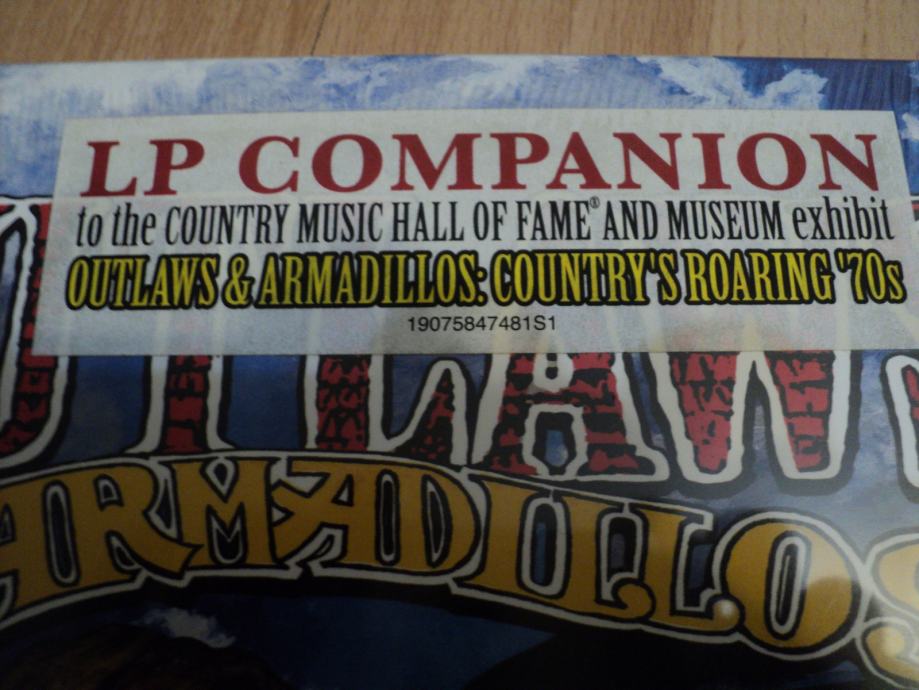 LP COMPANION
to the COUNTRY MUSIC HALL OF FAME® AND MUSEUM exhibit
OUTLAWS & ARMADILLOS: COUNTRY'S ROARING '70s
19075847481S1
OUTLAWS
ARMADILLOS